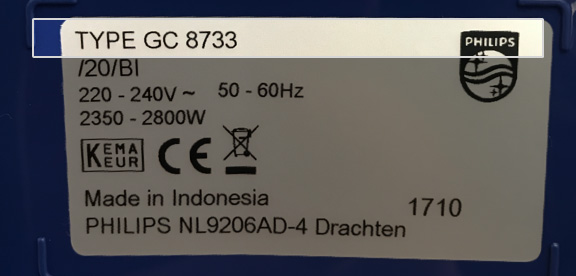 TYPE GC 8733
PHILIPS
/20/BI
220 - 240V ~ 50 - 60Hz
2350 - 2800W
KEMA
EUR
CE
Made in Indonesia
1710
PHILIPS NL9206AD-4 Drachten